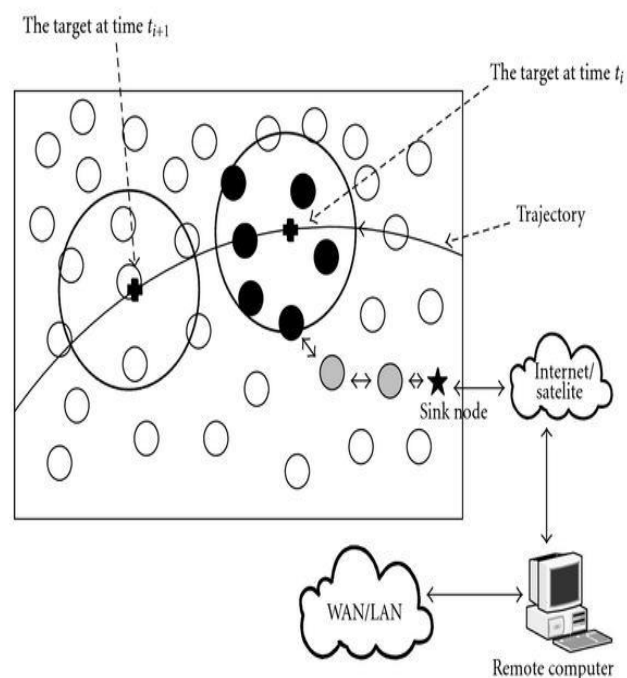 The target at time t_{i+1}
The target at time t_i
Trajectory
Internet/
satelite
Sink node
WAN/LAN
Remote computer